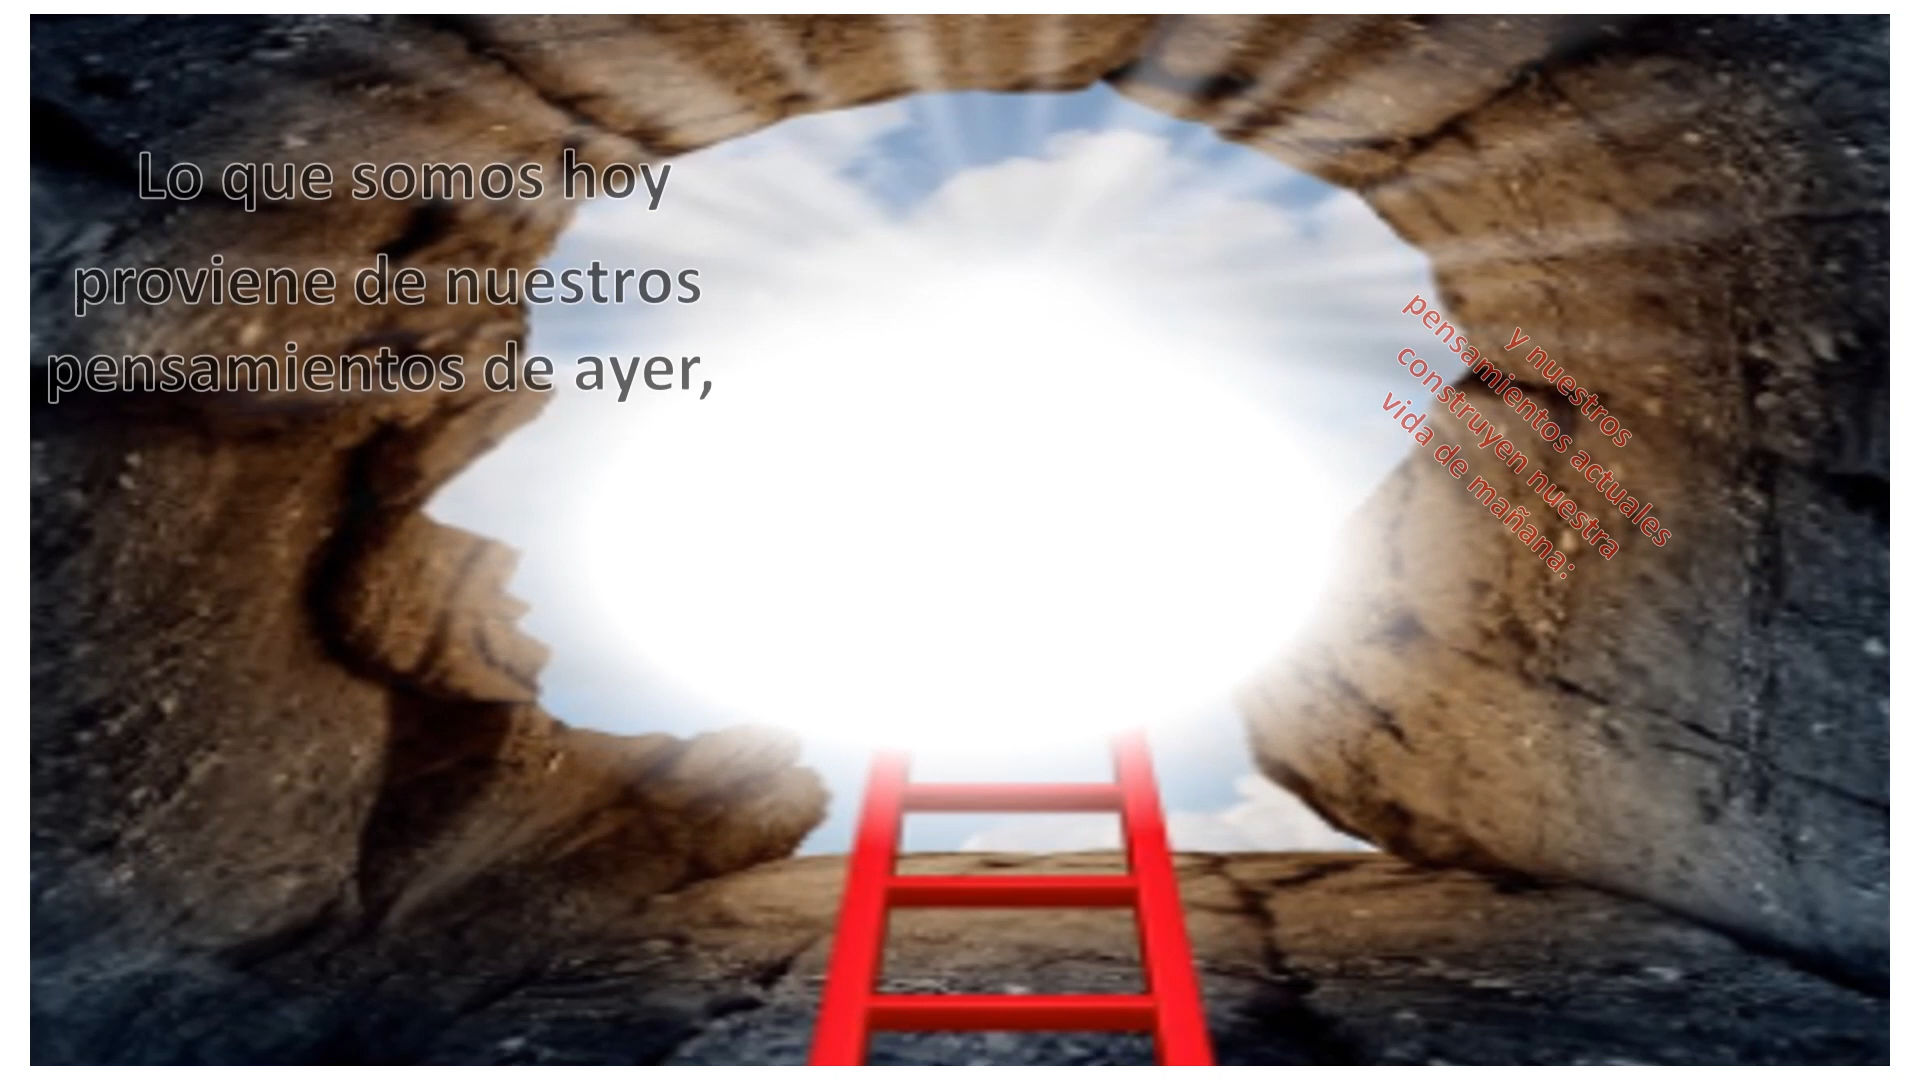 Lo que somos hoy
proviene de nuestros
pensamientos de ayer,
y nuestros
pensamientos actuales
construyen nuestra
vida de mañana: